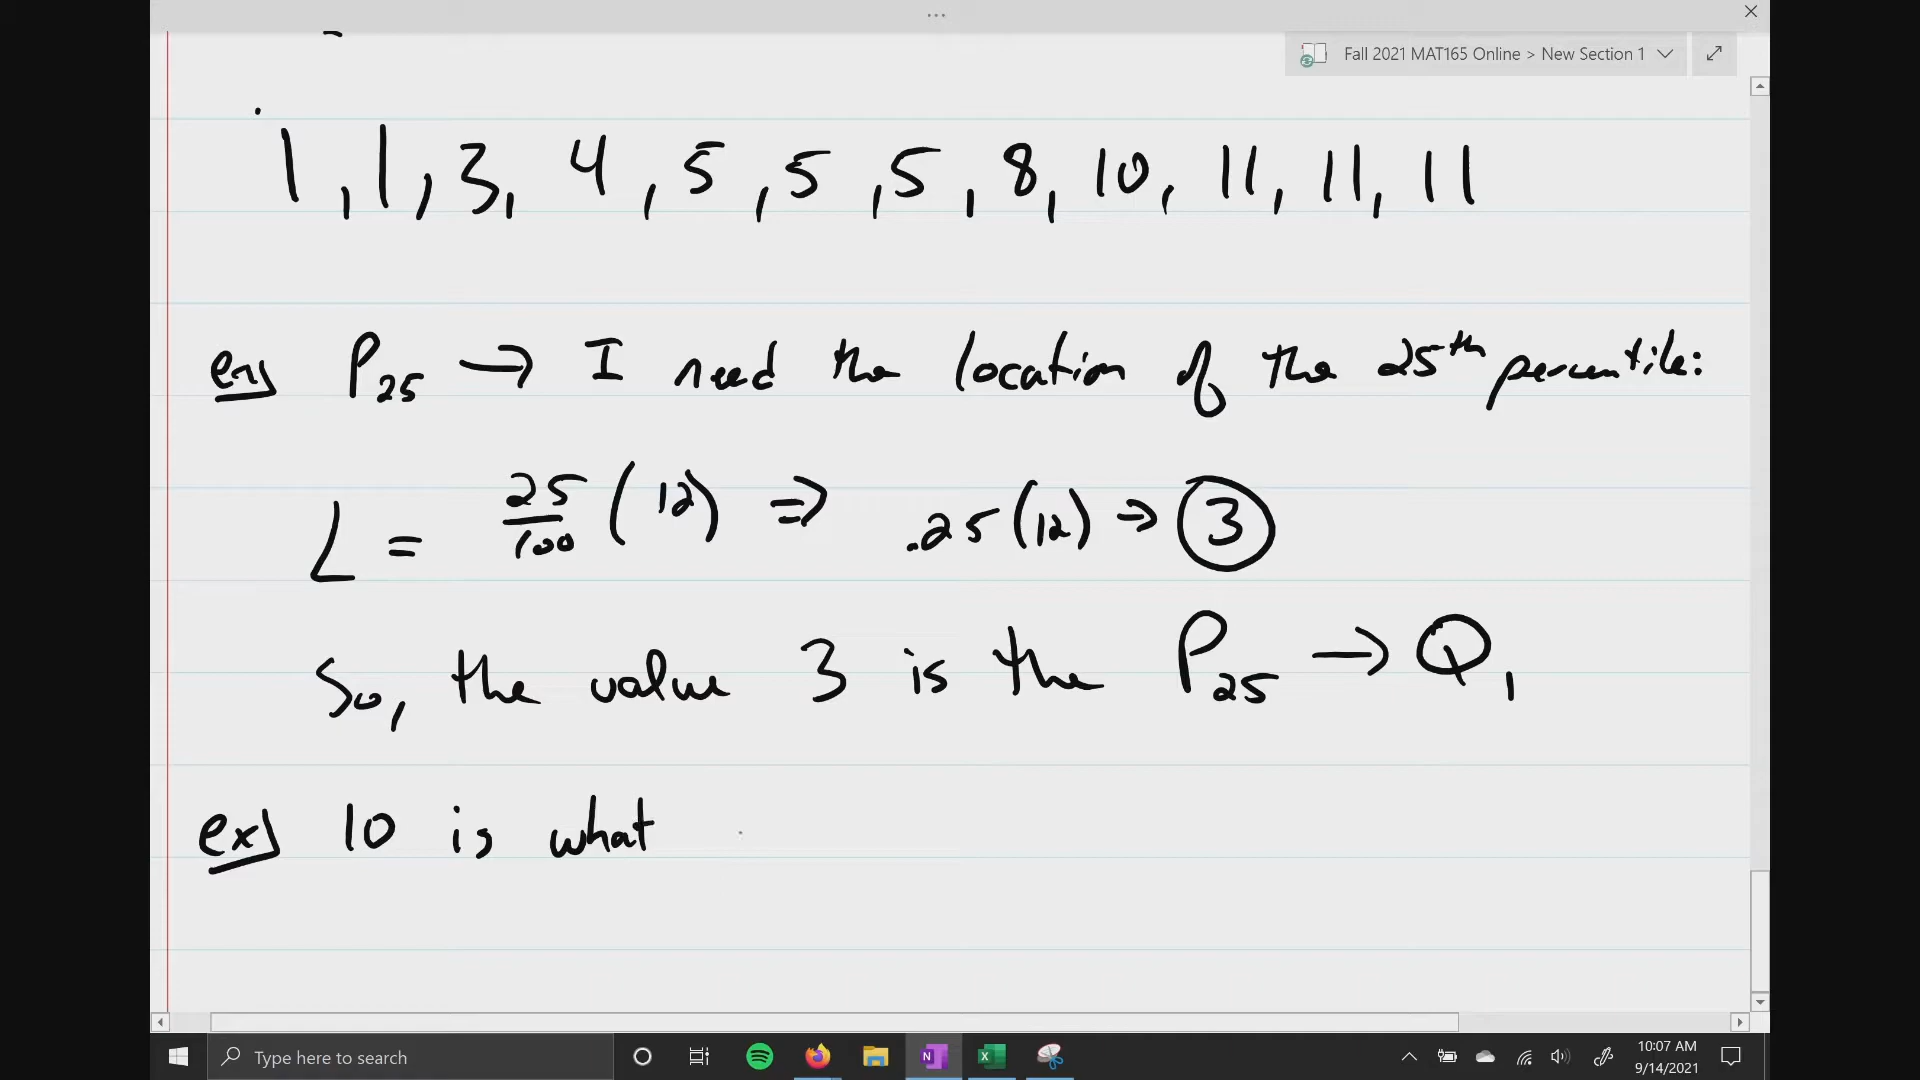 Fall 2021 MAT165 Online > New Section 1
1, 1, 3, 4, 5, 5, 5, 8, 10, 11, 11, 11
ex) P25 → I need the location of the 25th percentile:
L = 25/100 (12) ⇒ .25(12) → 3
So, the value 3 is the P25 → Q1
ex) 10 is what
Type here to search
10:07 AM
9/14/2021